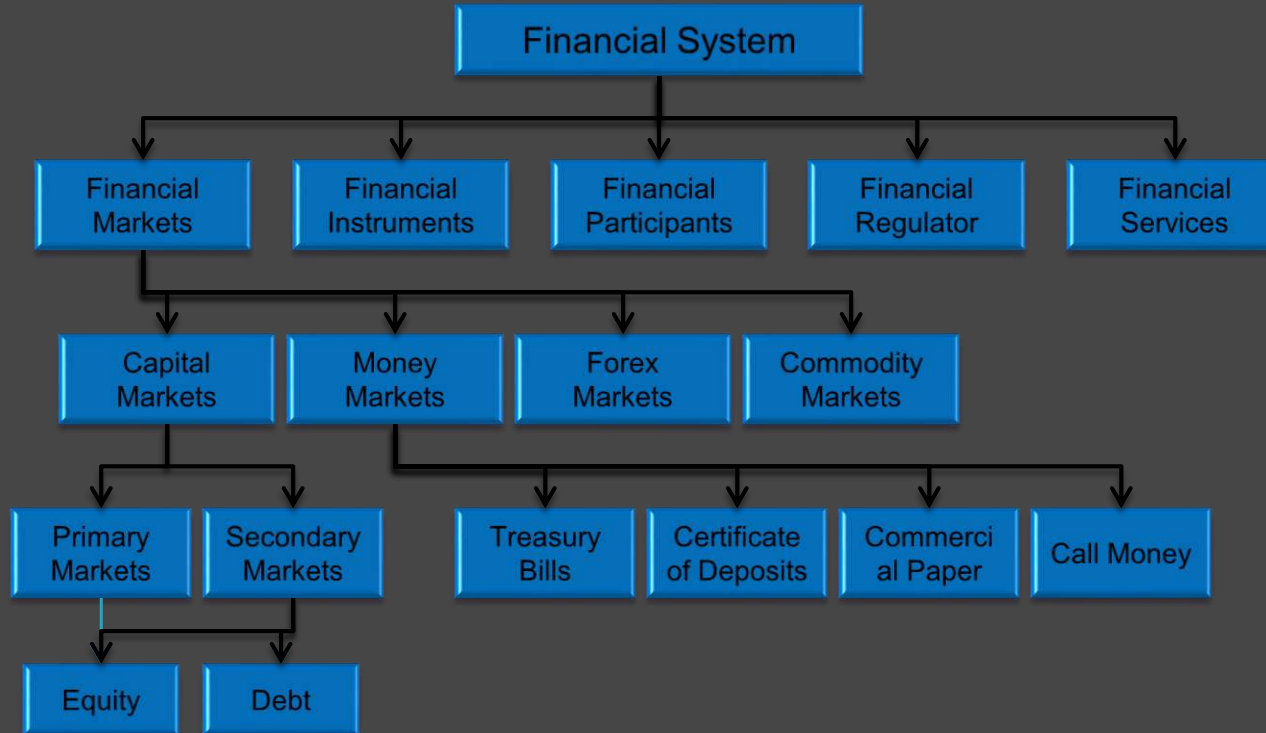 Financial System
Financial
Markets
Financial
Instruments
Financial
Participants
Financial
Regulator
Financial
Services
Capital
Markets
Money
Markets
Forex
Markets
Commodity
Markets
Primary
Markets
Secondary
Markets
Treasury
Bills
Certificate
of Deposits
Commerci
al Paper
Call Money
Equity
Debt